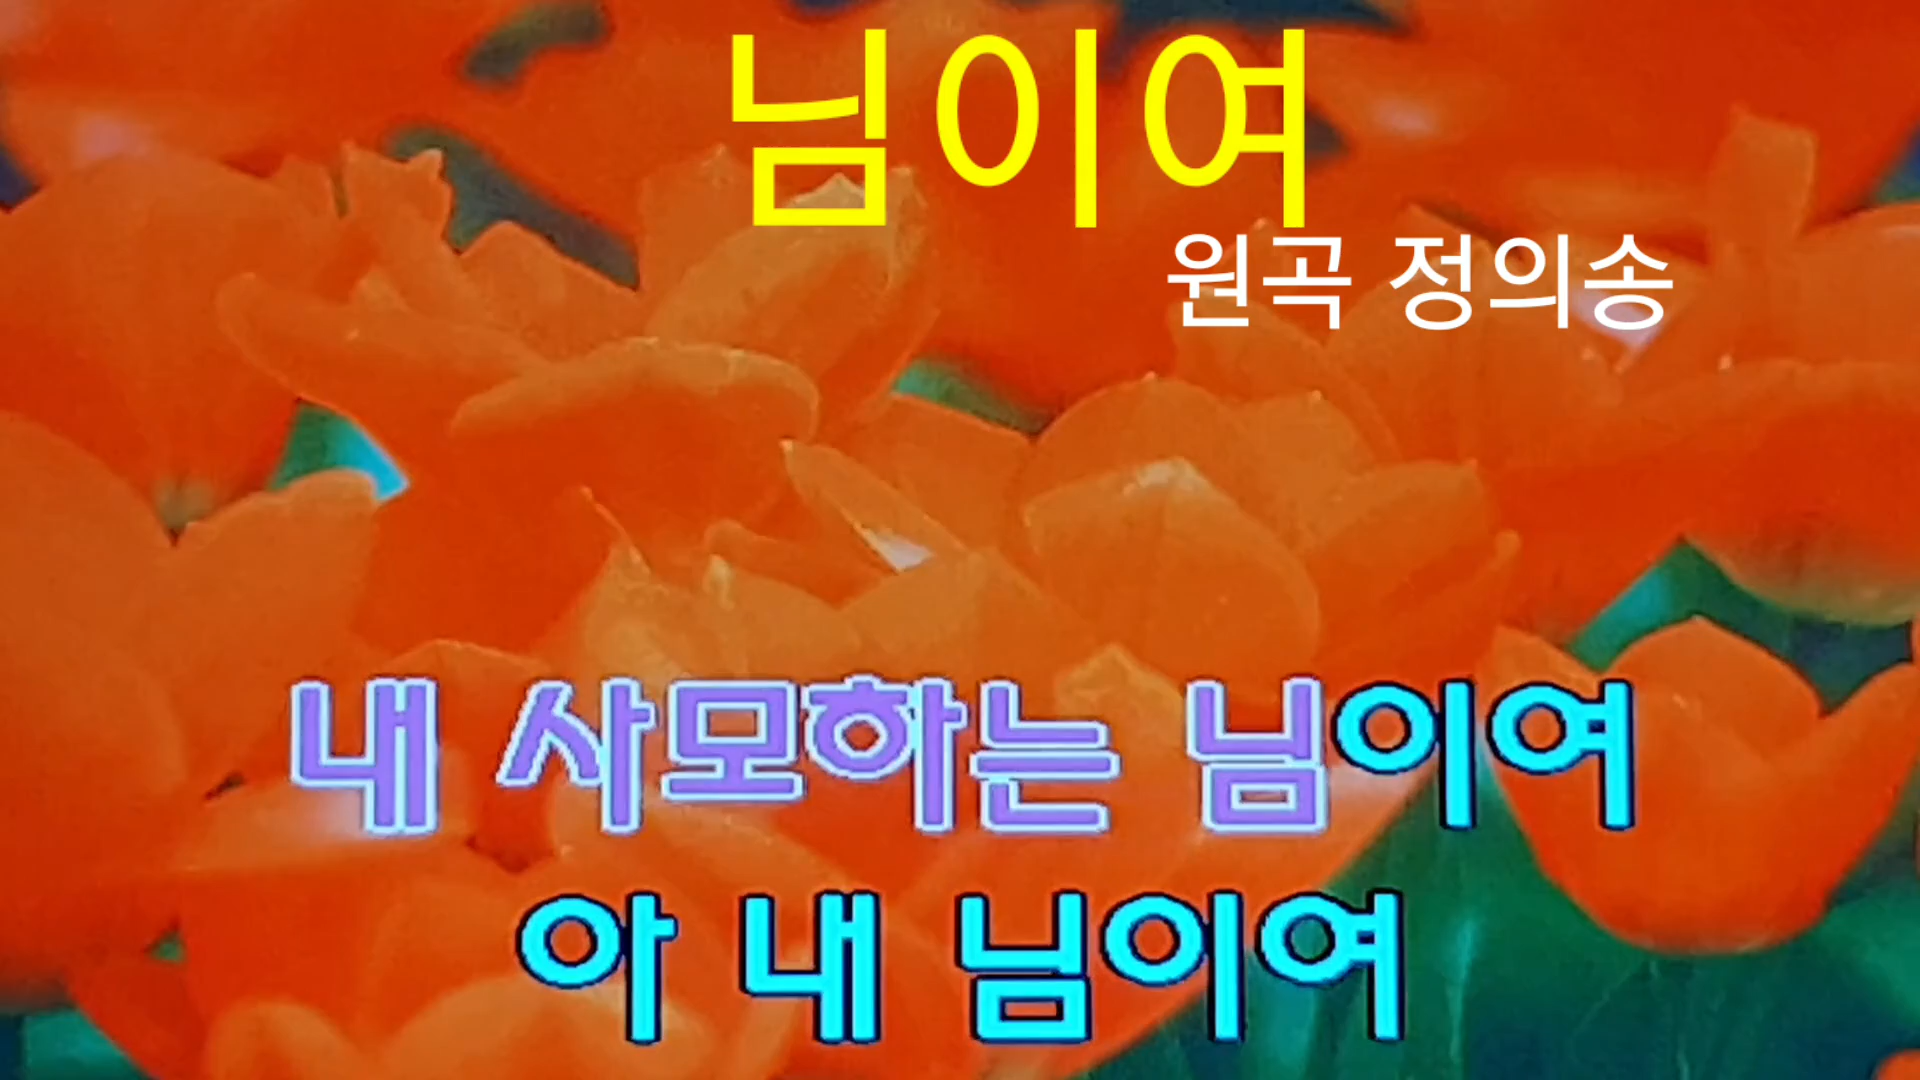 님이여
원곡 정의송
내 사모하는 님이여
아 내 님이여